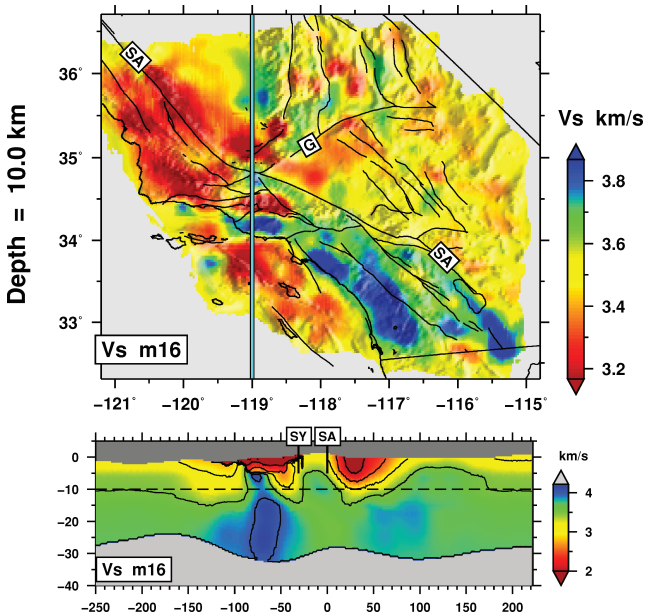 36°
35°
34°
33°
Depth = 10.0 km
SA
G
SA
Vs m16
−121° −120° −119° −118° −117° −116° −115°
Vs km/s
3.8
3.6
3.4
3.2
SY SA
0
−10
−20
−30
−40
Vs m16
−250 −200 −150 −100 −50 0 50 100 150 200
km/s
4
3
2